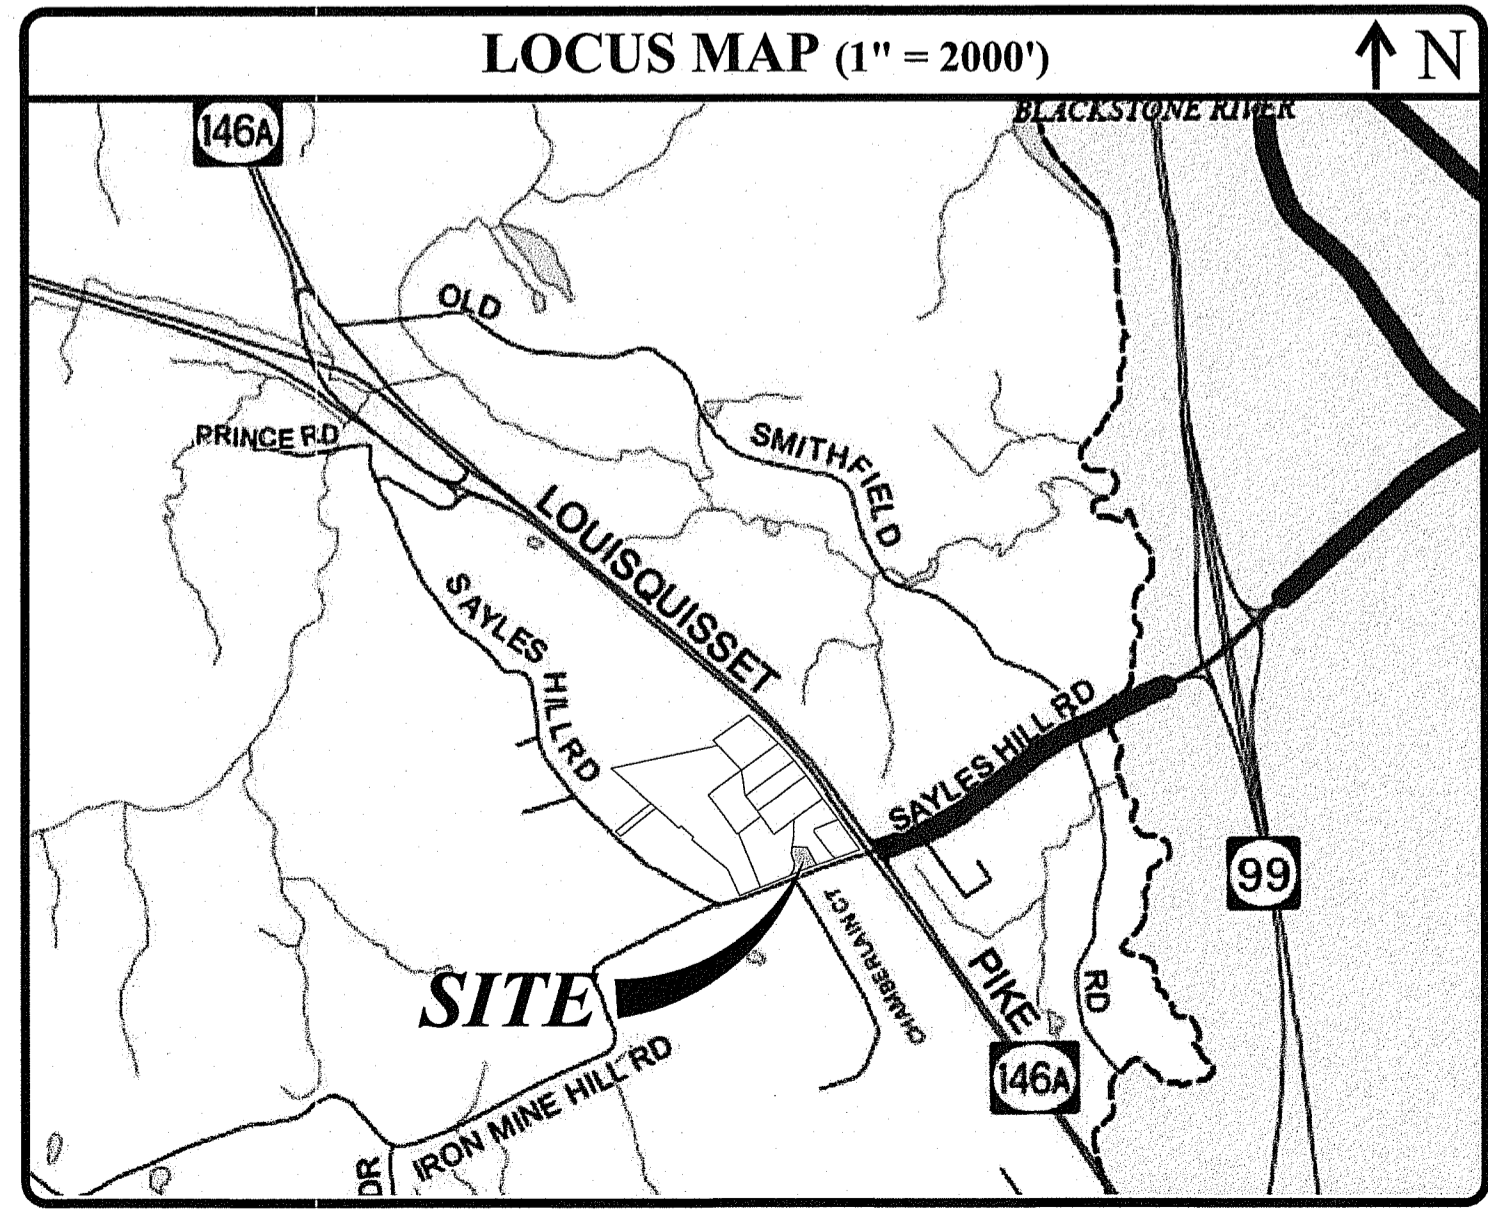 LOCUS MAP (1" = 2000')
N
146A
BLACKSTONE RIVER
OLD
PRINCE RD
SMITHFIELD
LOUISQUISSET
SAYLES HILL RD
SAYLES HILL RD
99
CHAMBERLAIN CT
SITE
PIKE
RD
146A
IRON MINE HILL RD
DR